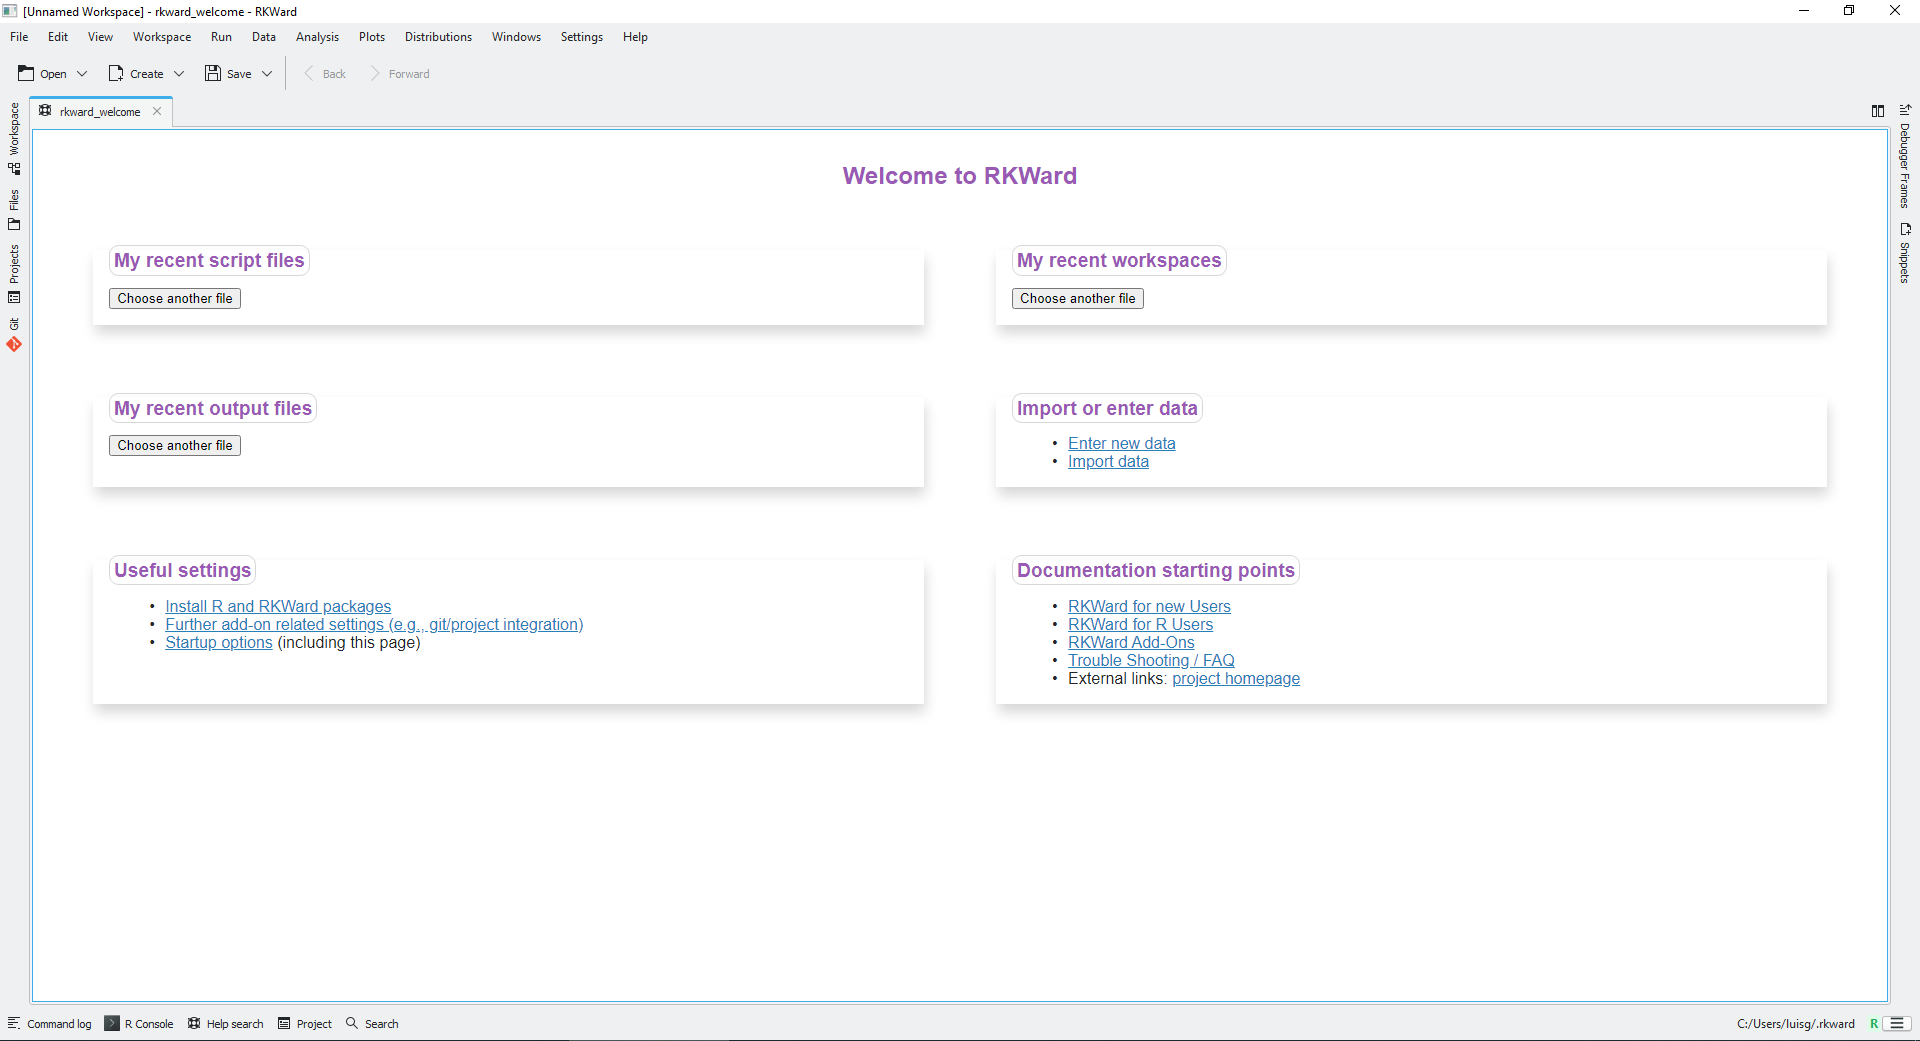 [Unnamed Workspace] - rkward_welcome - RKWard
File Edit View Workspace Run Data Analysis Plots Distributions Windows Settings Help
Open Create Save Back Forward
rkward_welcome
Workspace
Files
Projects
Git
Debugger Frames
Snippets
Welcome to RKWard
My recent script files
Choose another file
My recent workspaces
Choose another file
My recent output files
Choose another file
Import or enter data
• Enter new data
• Import data
Useful settings
• Install R and RKWard packages
• Further add-on related settings (e.g., git/project integration)
• Startup options (including this page)
Documentation starting points
• RKWard for new Users
• RKWard for R Users
• RKWard Add-Ons
• Trouble Shooting / FAQ
• External links: project homepage
Command log R Console Help search Project Search C:/Users/luisg/.rkward R